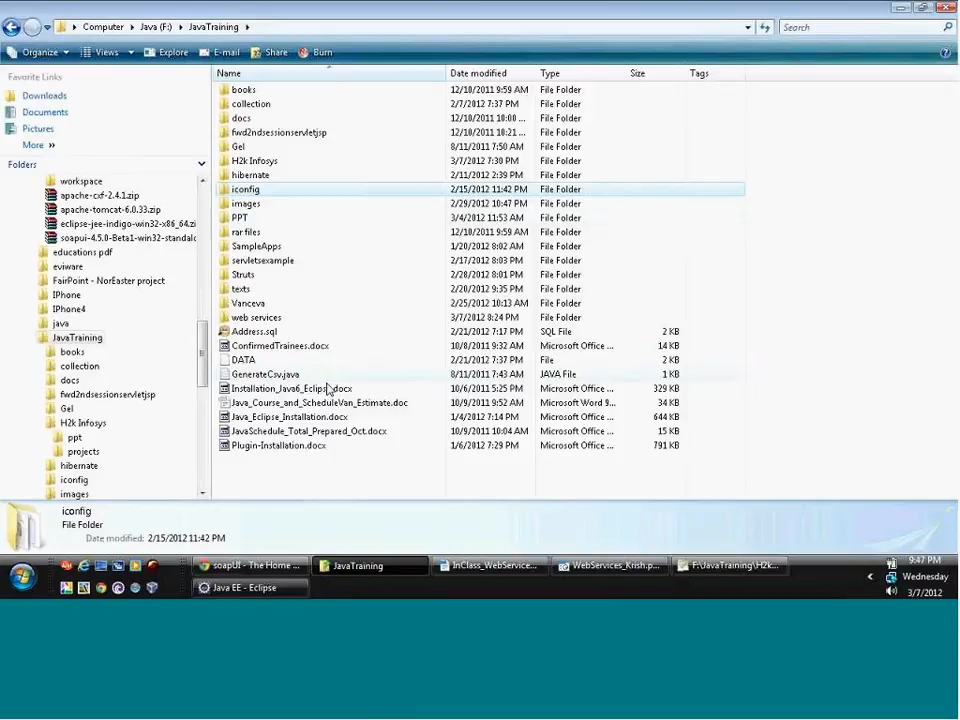 Computer ▸ Java (F:) ▸ JavaTraining ▸
Search
Organize Views Explore E-mail Share Burn
Favorite Links
Downloads
Documents
Pictures
More »
Folders
workspace
apache-cxf-2.4.1.zip
apache-tomcat-6.0.33.zip
eclipse-jee-indigo-win32-x86_64.zi
soapui-4.5.0-Beta1-win32-standalc
educations pdf
eviware
FairPoint - NorEaster project
IPhone
IPhone4
java
JavaTraining
books
collection
docs
fwd2ndsessionservletjsp
Gel
H2k Infosys
ppt
projects
hibernate
iconfig
images
Name Date modified Type Size Tags
books 12/10/2011 9:59 AM File Folder
collection 2/7/2012 7:37 PM File Folder
docs 12/10/2011 10:00 ... File Folder
fwd2ndsessionservletjsp 12/10/2011 10:21 ... File Folder
Gel 8/11/2011 7:50 AM File Folder
H2k Infosys 3/7/2012 7:30 PM File Folder
hibernate 2/11/2012 2:39 PM File Folder
iconfig 2/15/2012 11:42 PM File Folder
images 2/29/2012 10:47 PM File Folder
PPT 3/4/2012 11:53 AM File Folder
rar files 12/10/2011 9:59 AM File Folder
SampleApps 1/20/2012 8:02 AM File Folder
servletsexample 2/17/2012 8:03 PM File Folder
Struts 2/28/2012 8:01 PM File Folder
texts 2/20/2012 9:35 PM File Folder
Vanceva 2/25/2012 10:13 AM File Folder
web services 3/7/2012 8:24 PM File Folder
Address.sql 2/21/2012 7:17 PM SQL File 2 KB
ConfirmedTrainees.docx 10/8/2011 9:32 AM Microsoft Office ... 14 KB
DATA 2/21/2012 7:37 PM File 2 KB
GenerateCsv.java 8/11/2011 7:43 AM JAVA File 2 KB
Installation_Java6_Eclips .docx 10/6/2011 5:25 PM Microsoft Office ... 329 KB
Java_Course_and_ScheduleVan_Estimate.doc 10/9/2011 9:52 AM Microsoft Word 9... 34 KB
Java_Eclipse_Installation.docx 1/4/2012 7:14 PM Microsoft Office ... 644 KB
JavaSchedule_Total_Prepared_Oct.docx 10/9/2011 10:04 AM Microsoft Office ... 15 KB
Plugin-Installation.docx 1/6/2012 7:29 PM Microsoft Office ... 791 KB
iconfig
File Folder
Date modified: 2/15/2012 11:42 PM
soapUI - The Home ... JavaTraining InClass_WebService... WebServices_Krish.p... F:\JavaTraining\H2k...
Java EE - Eclipse
9:47 PM
Wednesday
3/7/2012